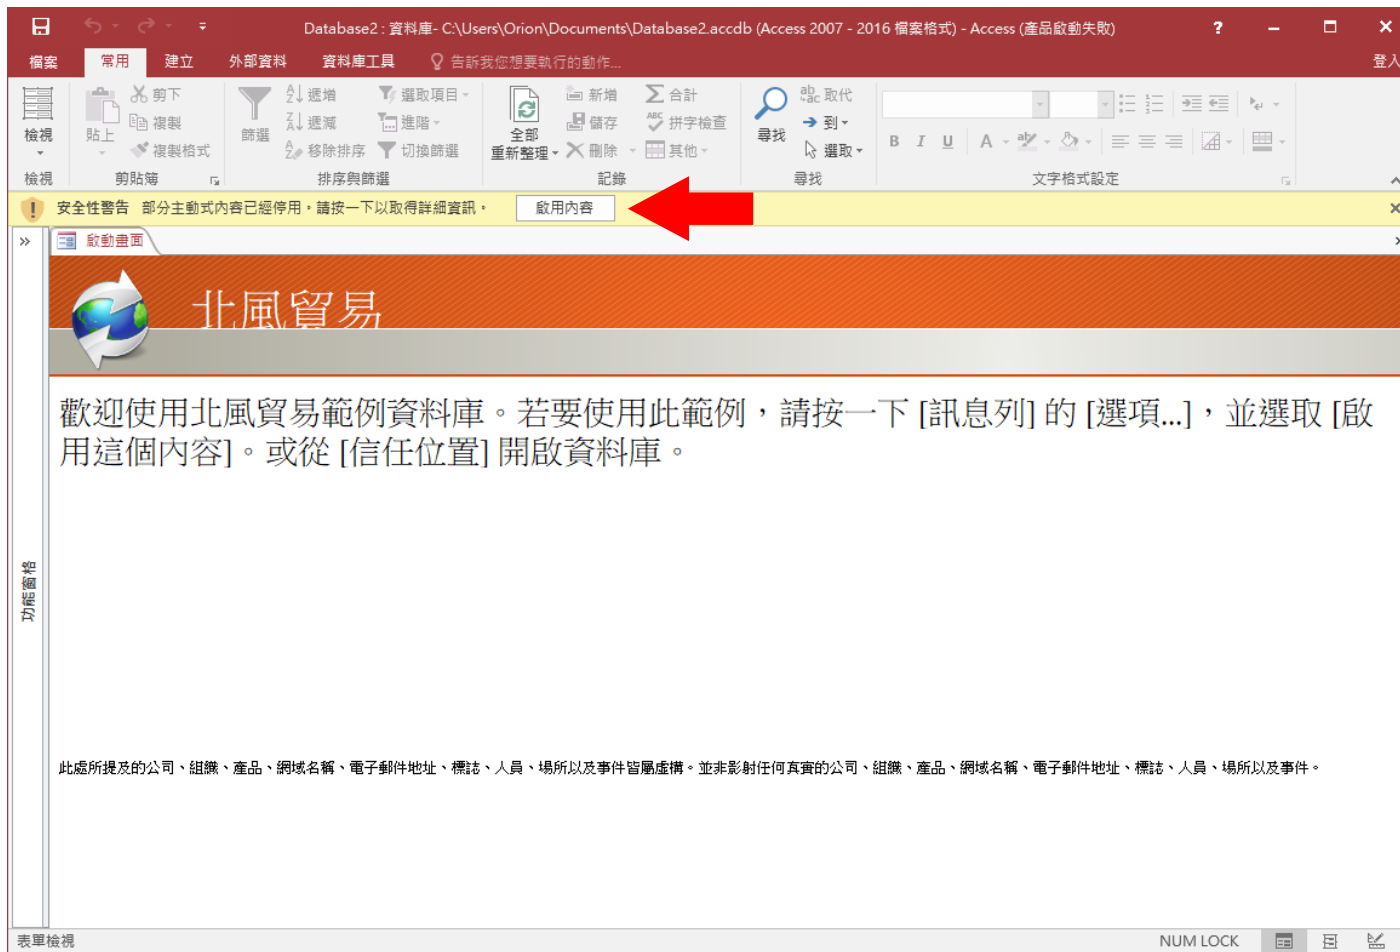 Database2 : 資料庫- C:\Users\Orion\Documents\Database2.accdb (Access 2007 - 2016 檔案格式) - Access (產品啟動失敗)
?
檔案 常用 建立 外部資料 資料庫工具 告訴我您想要執行的動作... 登入
檢視
貼上
剪下
複製
複製格式
篩選
遞增
遞減
移除排序
選取項目
進階
切換篩選
全部
重新整理
新增
儲存
刪除
合計
拼字檢查
其他
尋找
取代
到
選取
B I U A
檢視 剪貼簿 排序與篩選 記錄 尋找 文字格式設定
安全性警告 部分主動式內容已經停用。請按一下以取得詳細資訊。 啟用內容
啟動畫面
北風貿易
歡迎使用北風貿易範例資料庫。若要使用此範例，請按一下 [訊息列] 的 [選項...]，並選取 [啟
用這個內容]。或從 [信任位置] 開啟資料庫。
功能窗格
此處所提及的公司、組織、產品、網域名稱、電子郵件地址、標誌、人員、場所以及事件皆屬虛構。並非影射任何真實的公司、組織、產品、網域名稱、電子郵件地址、標誌、人員、場所以及事件。
表單檢視 NUM LOCK